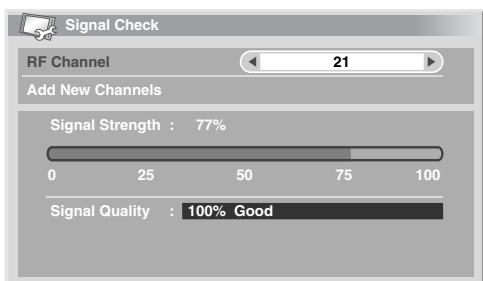 Signal Check
RF Channel 21
Add New Channels
Signal Strength : 77%
0 25 50 75 100
Signal Quality : 100% Good